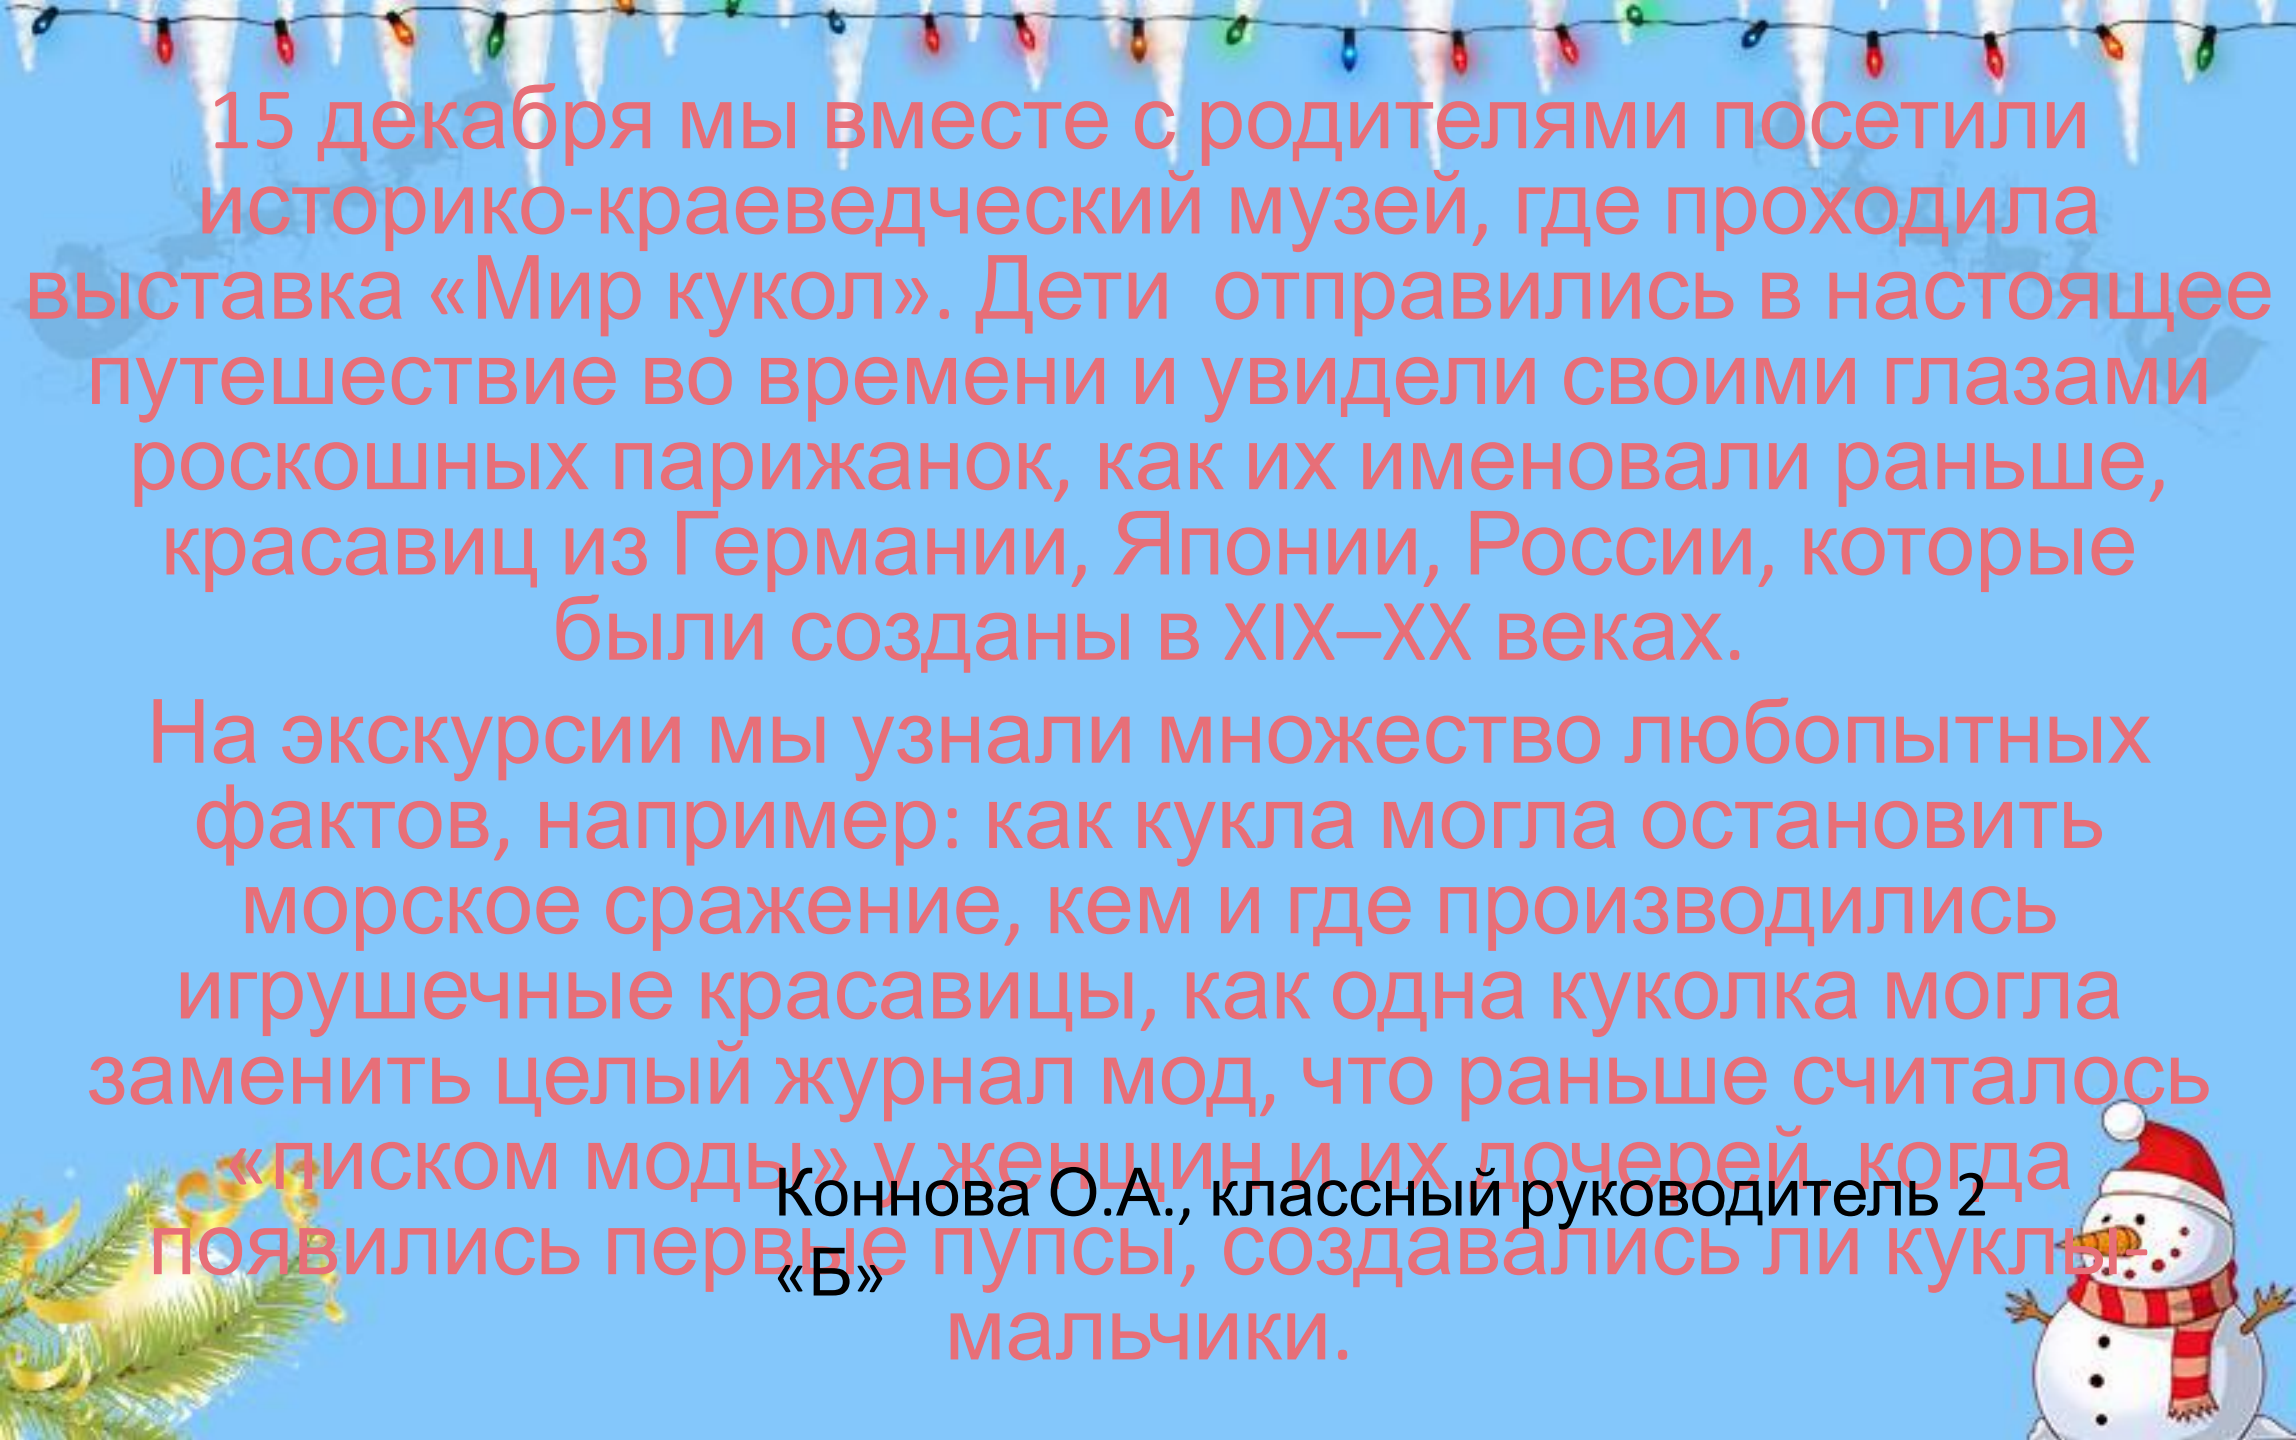 15 декабря мы вместе с родителями посетили
историко-краеведческий музей, где проходила
выставка «Мир кукол». Дети  отправились в настоящее
путешествие во времени и увидели своими глазами
роскошных парижанок, как их именовали раньше,
красавиц из Германии, Японии, России, которые
были созданы в XIX–XX веках.
На экскурсии мы узнали множество любопытных
фактов, например: как кукла могла остановить
морское сражение, кем и где производились
игрушечные красавицы, как одна куколка могла
заменить целый журнал мод, что раньше считалось
«писком моды» у женщин и их дочерей, когда
появились первые пупсы, создавались ли куклы-
мальчики.
Коннова О.А., классный руководитель 2
«Б»